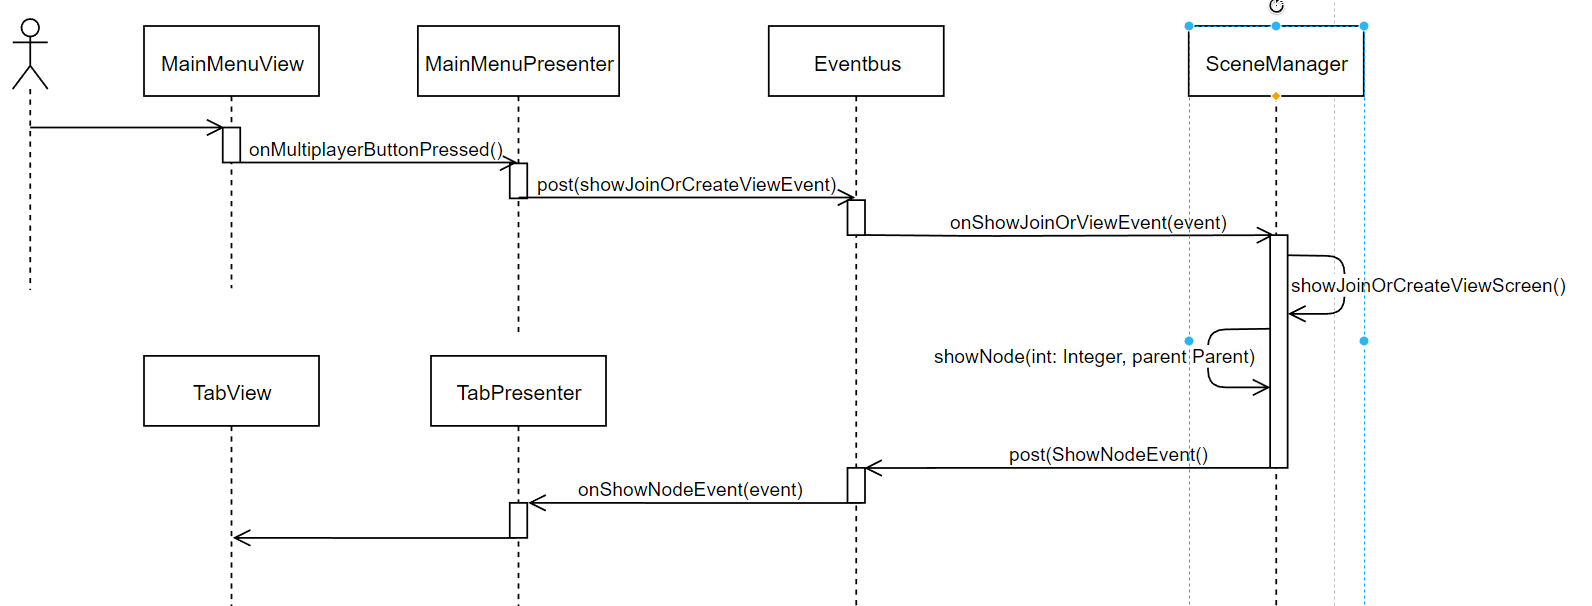 MainMenuView
MainMenuPresenter
Eventbus
SceneManager
onMultiplayerButtonPressed()
post(showJoinOrCreateViewEvent)
onShowJoinOrViewEvent(event)
showJoinOrCreateViewScreen()
showNode(int: Integer, parent Parent)
TabView
TabPresenter
post(ShowNodeEvent()
onShowNodeEvent(event)